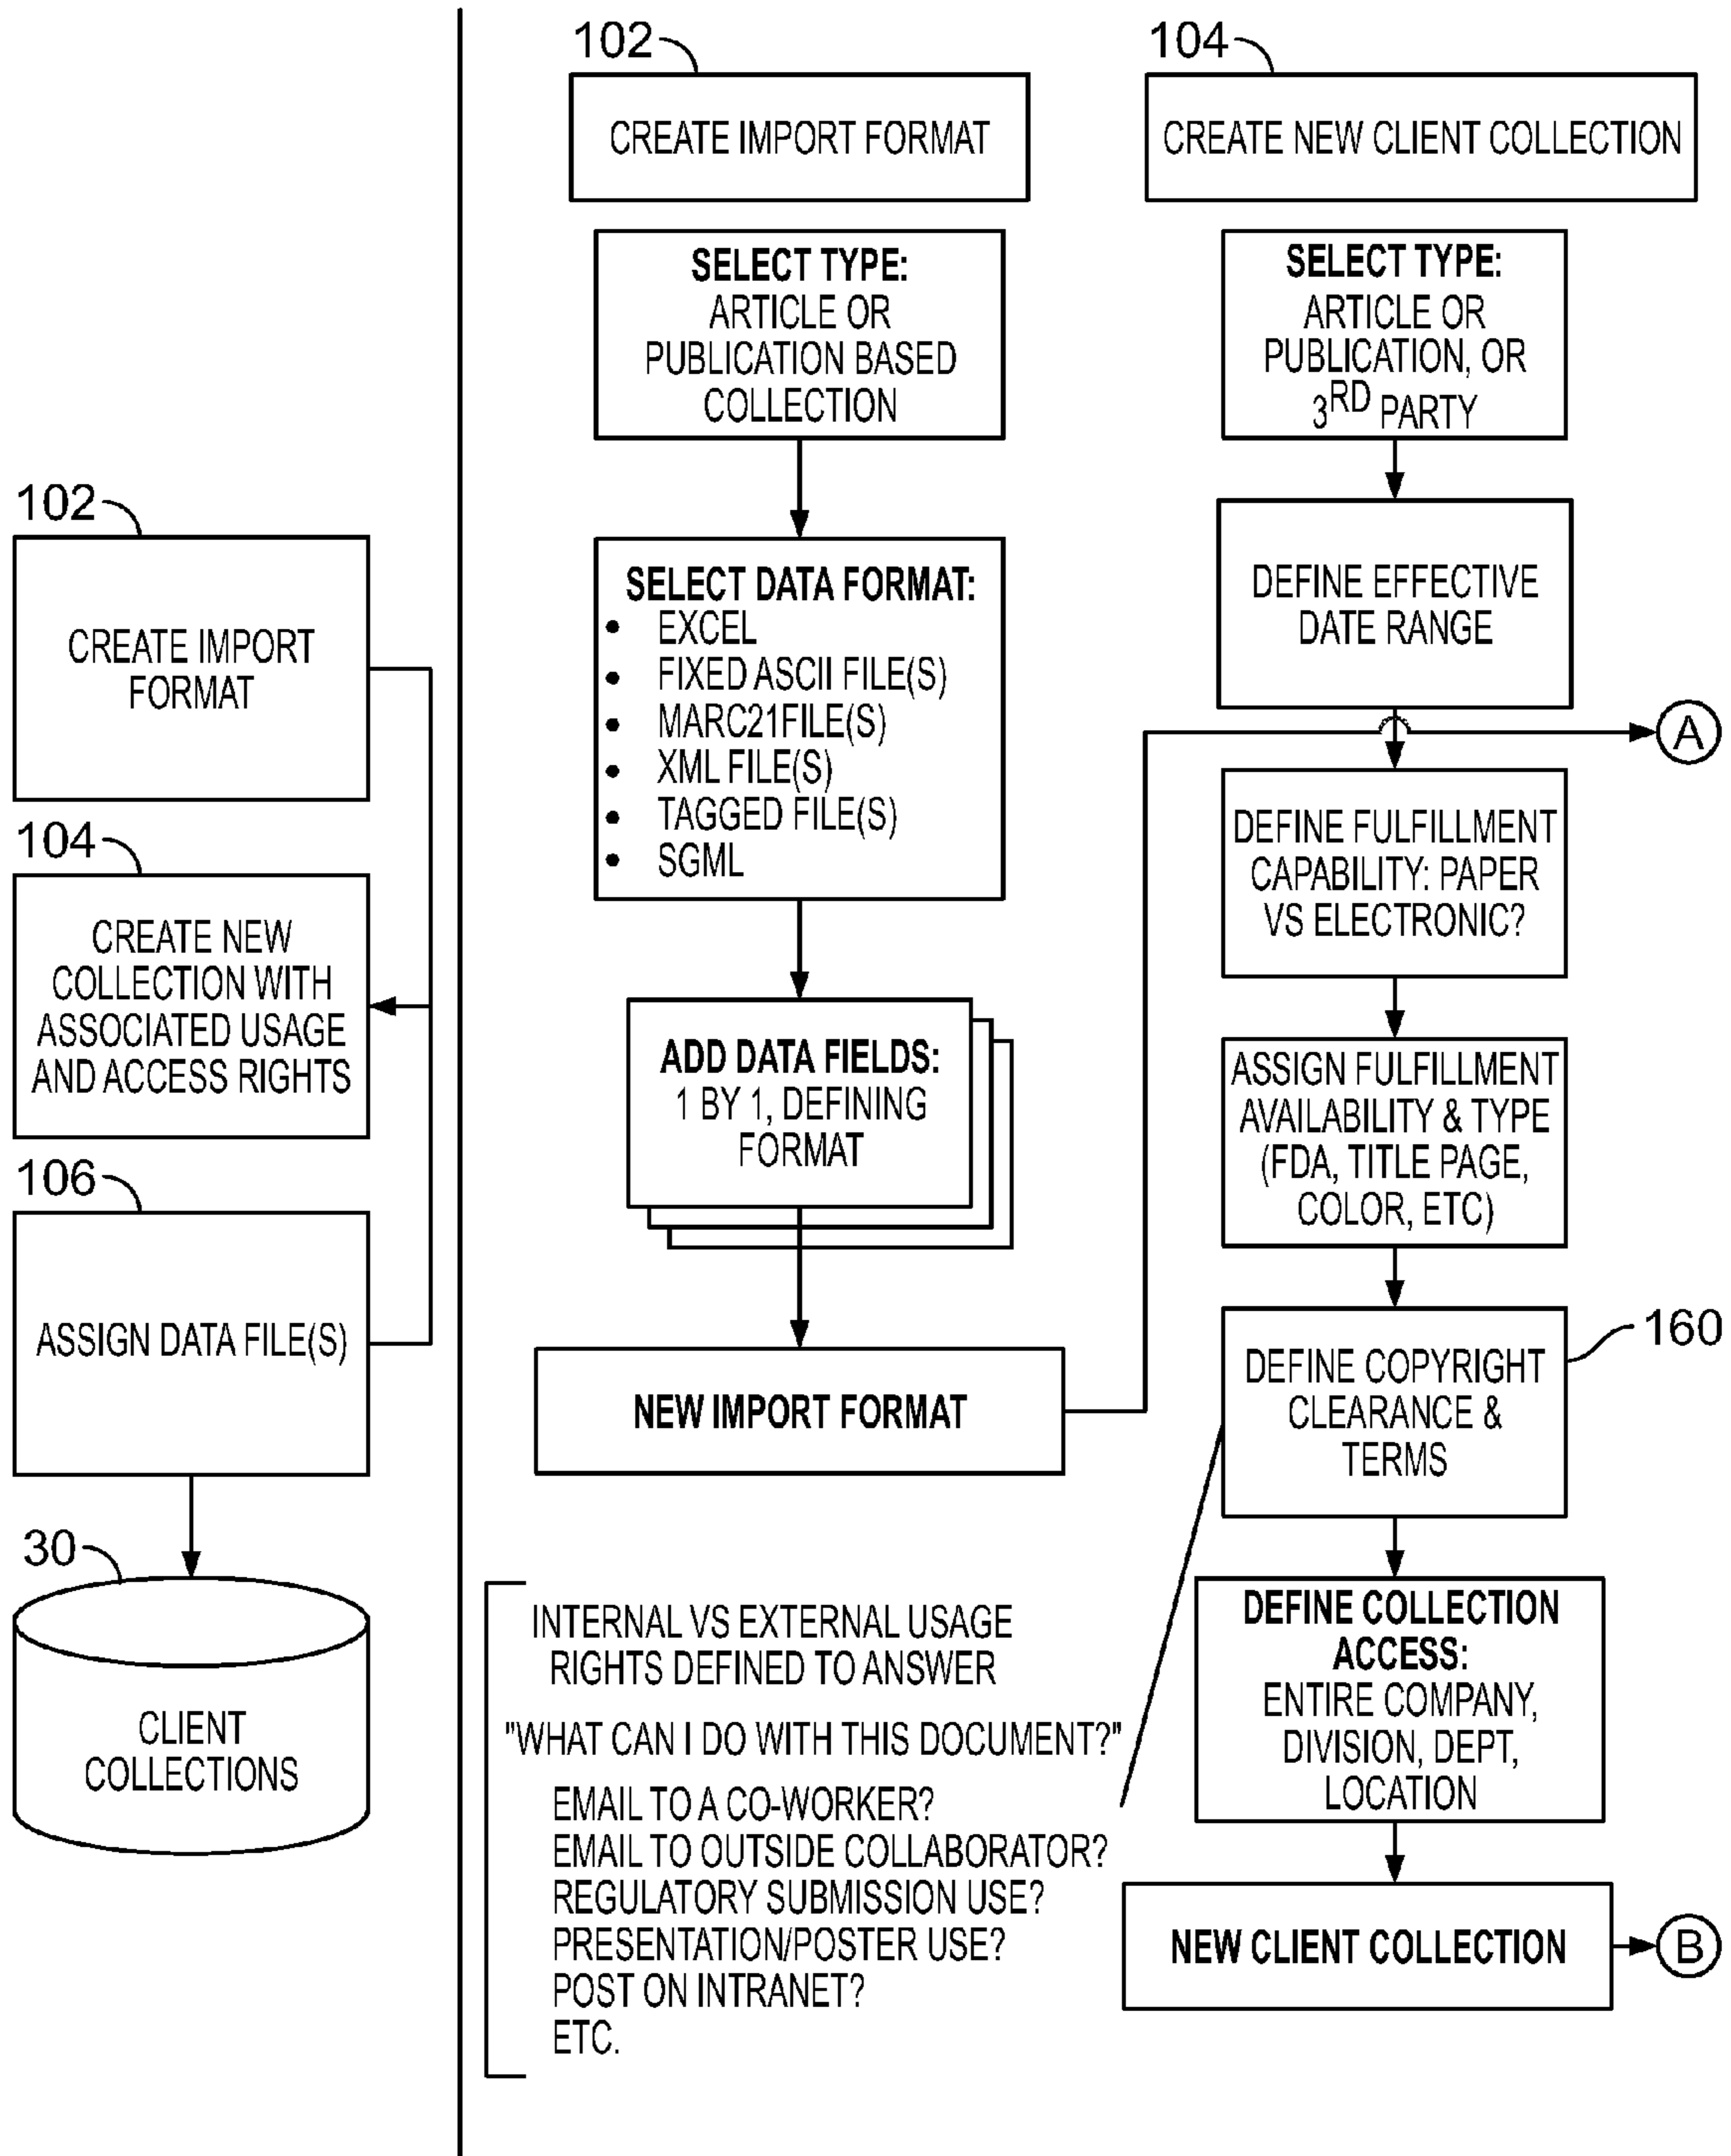 102
CREATE IMPORT
FORMAT
104
CREATE NEW
COLLECTION WITH
ASSOCIATED USAGE
AND ACCESS RIGHTS
106
ASSIGN DATA FILE(S)
30
CLIENT
COLLECTIONS
102
CREATE IMPORT FORMAT
SELECT TYPE:
ARTICLE OR
PUBLICATION BASED
COLLECTION
SELECT DATA FORMAT:
• EXCEL
• FIXED ASCII FILE(S)
• MARC21FILE(S)
• XML FILE(S)
• TAGGED FILE(S)
• SGML
ADD DATA FIELDS:
1 BY 1, DEFINING
FORMAT
NEW IMPORT FORMAT
A
INTERNAL VS EXTERNAL USAGE
RIGHTS DEFINED TO ANSWER
"WHAT CAN I DO WITH THIS DOCUMENT?"
EMAIL TO A CO-WORKER?
EMAIL TO OUTSIDE COLLABORATOR?
REGULATORY SUBMISSION USE?
PRESENTATION/POSTER USE?
POST ON INTRANET?
ETC.
104
CREATE NEW CLIENT COLLECTION
SELECT TYPE:
ARTICLE OR
PUBLICATION, OR
3RD PARTY
DEFINE EFFECTIVE
DATE RANGE
DEFINE FULFILLMENT
CAPABILITY: PAPER
VS ELECTRONIC?
ASSIGN FULFILLMENT
AVAILABILITY & TYPE
(FDA, TITLE PAGE,
COLOR, ETC)
160
DEFINE COPYRIGHT
CLEARANCE &
TERMS
DEFINE COLLECTION
ACCESS:
ENTIRE COMPANY,
DIVISION, DEPT,
LOCATION
NEW CLIENT COLLECTION
B